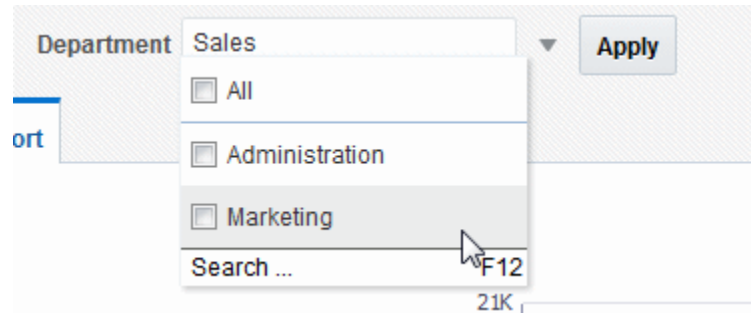 Department Sales Apply
All
ort
Administration
Marketing
Search ... F12
21K